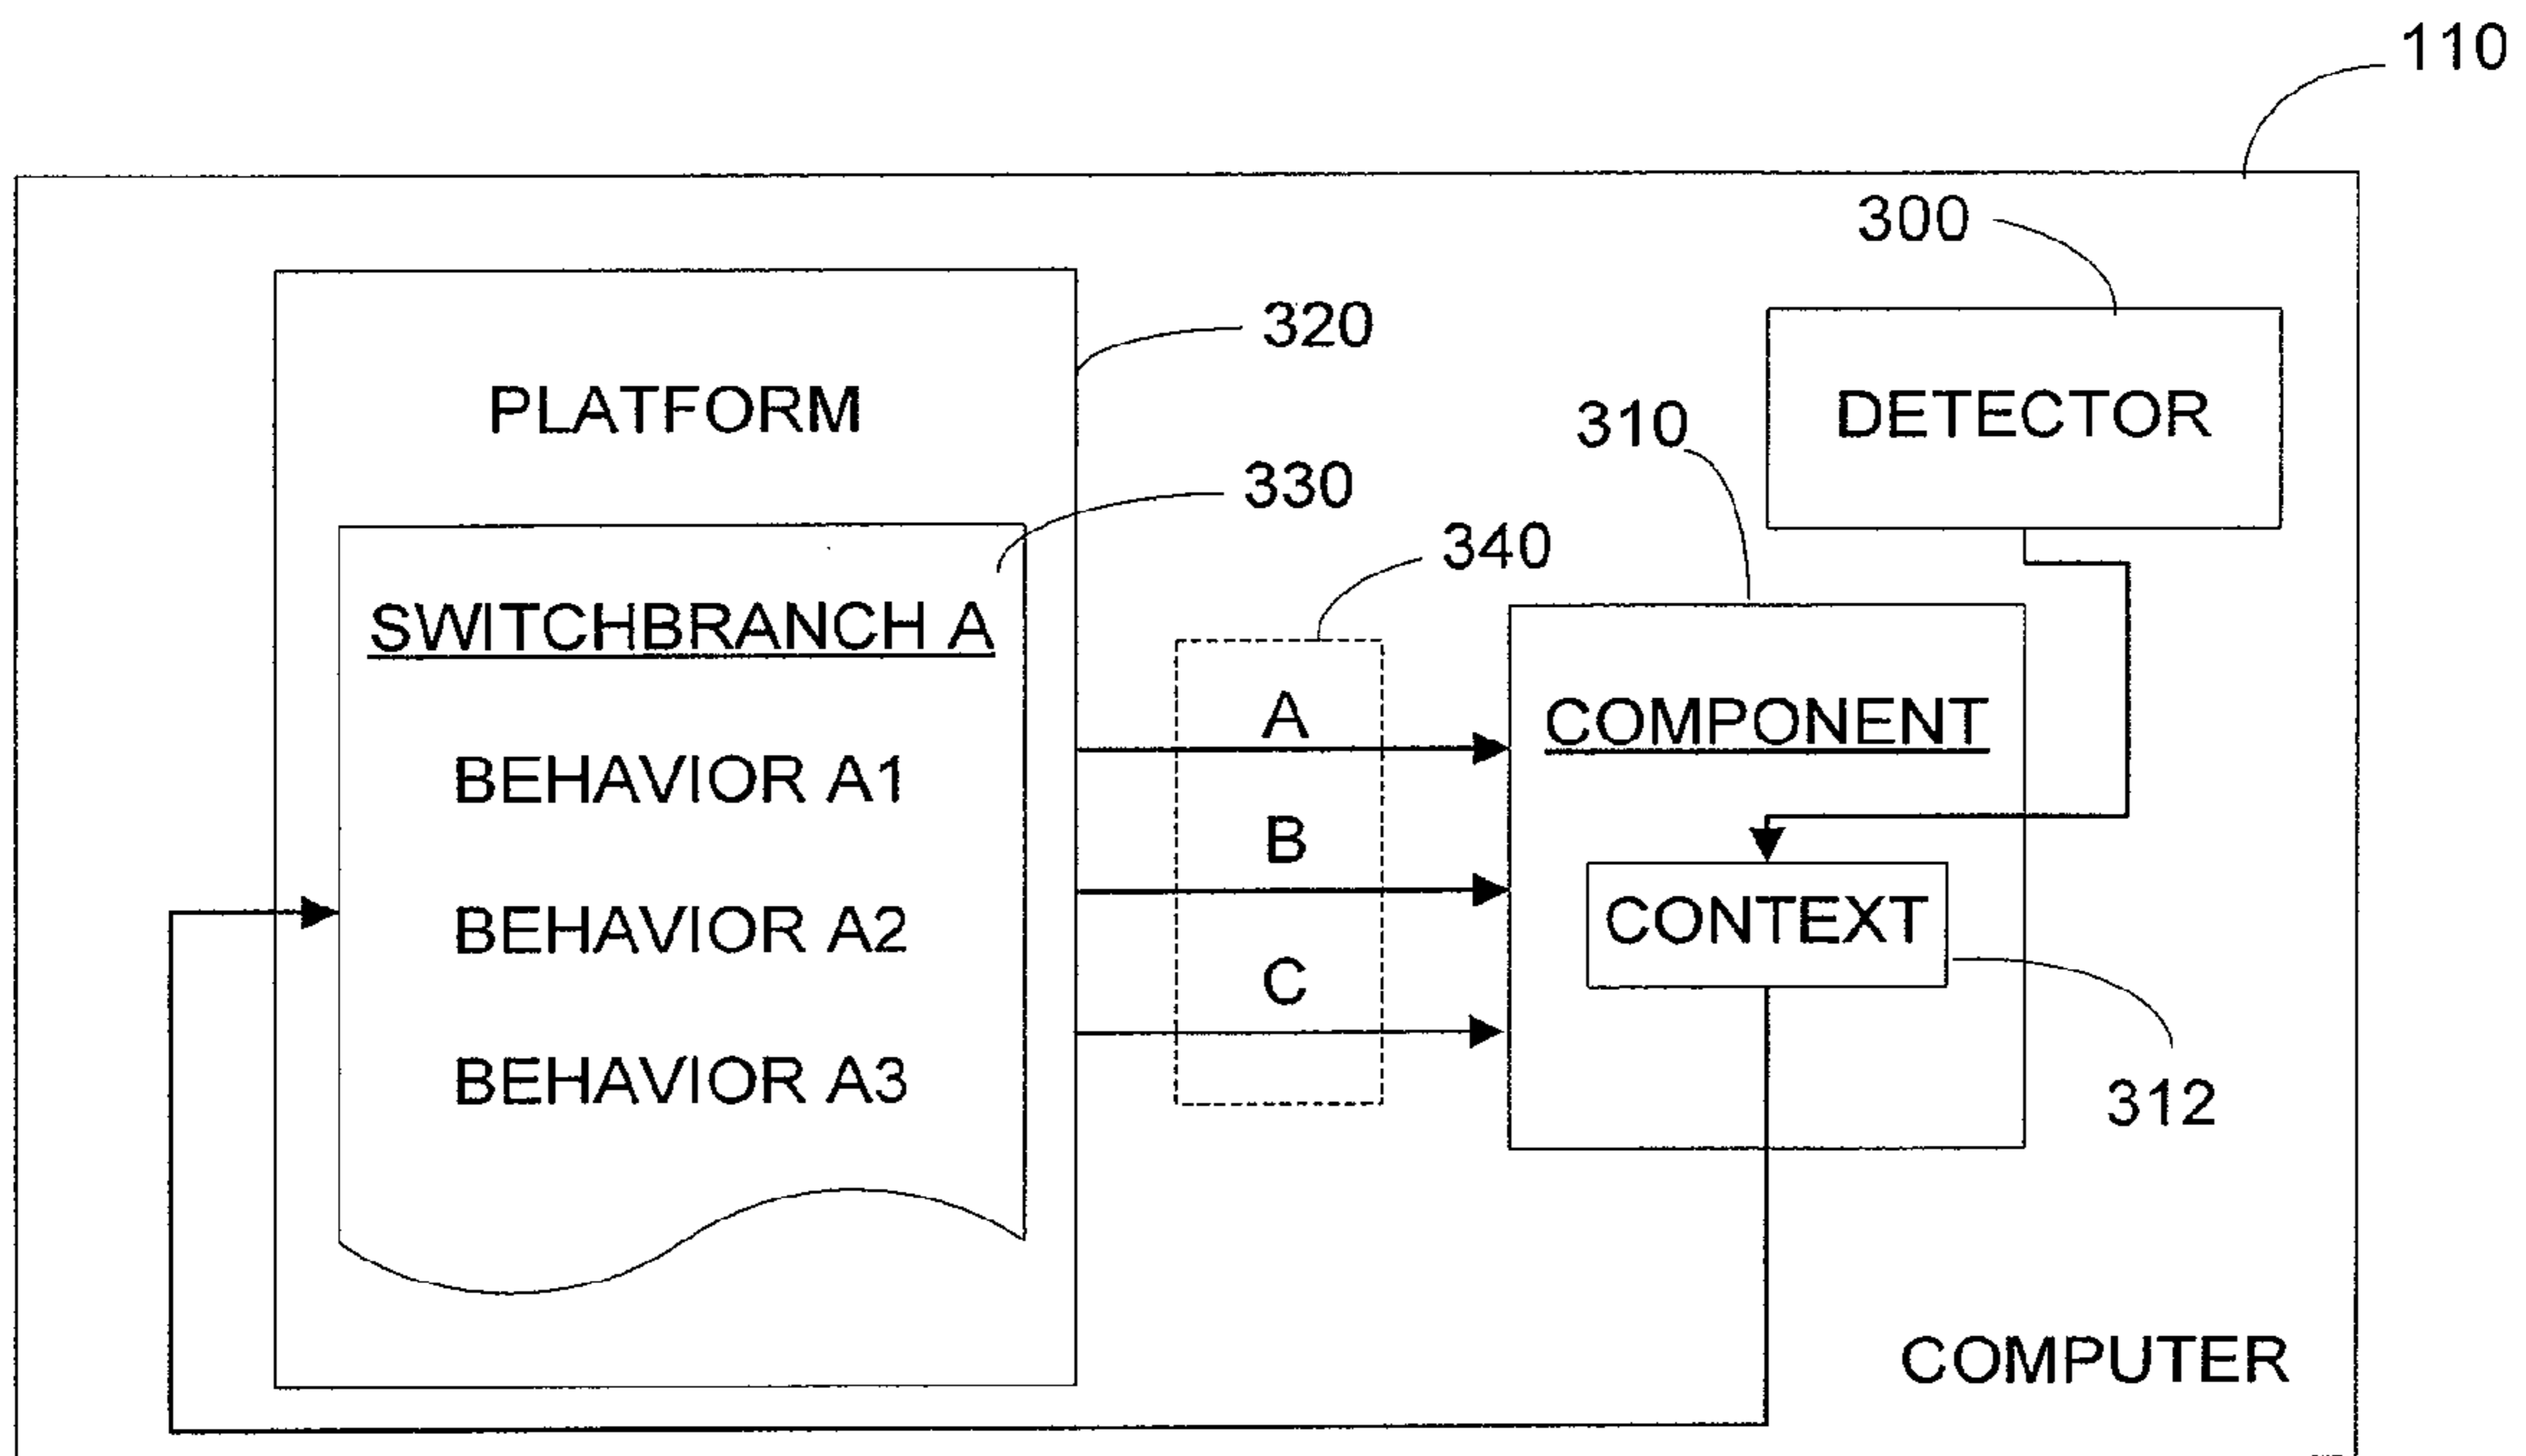 110
300
320
PLATFORM
DETECTOR
310
330
340
SWITCHBRANCH A
A
COMPONENT
BEHAVIOR A1
B
CONTEXT
BEHAVIOR A2
C
BEHAVIOR A3
312
COMPUTER